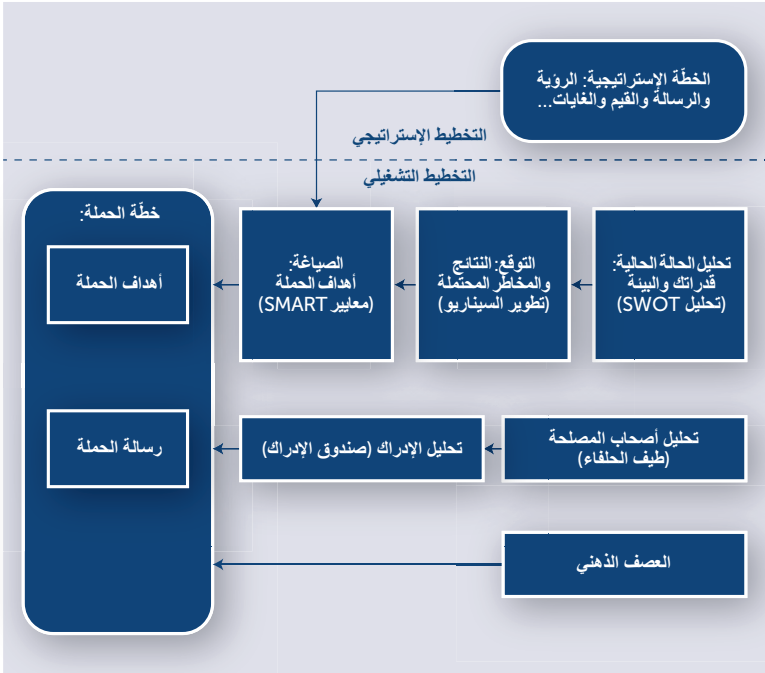 الخطّة الإستراتيجية: الرؤية
والرسالة والقيم والغايات...
التخطيط الإستراتيجي
التخطيط التشغيلي
تحليل الحالة الحالية:
قدراتك والبيئة
(تحليل SWOT)
التوقع: النتائج
والمخاطر المحتملة
(تطوير السيناريو)
الصياغة:
أهداف الحملة
(معايير SMART)
خطّة الحملة:
أهداف الحملة
تحليل أصحاب المصلحة
(طيف الحلفاء)
تحليل الإدراك (صندوق الإدراك)
رسالة الحملة
العصف الذهني